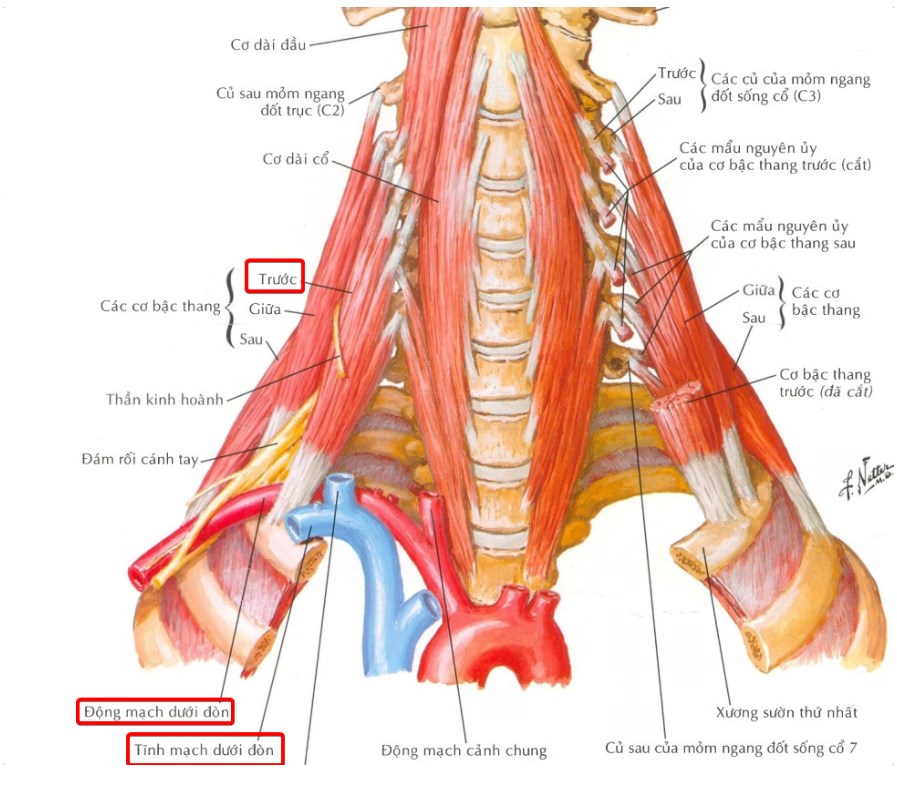 Cơ dài đầu
Củ sau mỏm ngang
đốt trục (C2)
Cơ dài cổ
Các cơ bậc thang
Trước
Giữa
Sau
Thần kinh hoành
Đám rối cánh tay
Trước
Sau
Các củ của mỏm ngang
đốt sống cổ (C3)
Các mẩu nguyên ủy
của cơ bậc thang trước (cắt)
Các mẩu nguyên ủy
của cơ bậc thang sau
Giữa
Sau
Các cơ
bậc thang
Cơ bậc thang
trước (đã cắt)
F. Netter
M.D.
Động mạch dưới đòn
Tĩnh mạch dưới đòn
Động mạch cảnh chung
Xương sườn thứ nhất
Củ sau của mỏm ngang đốt sống cổ 7